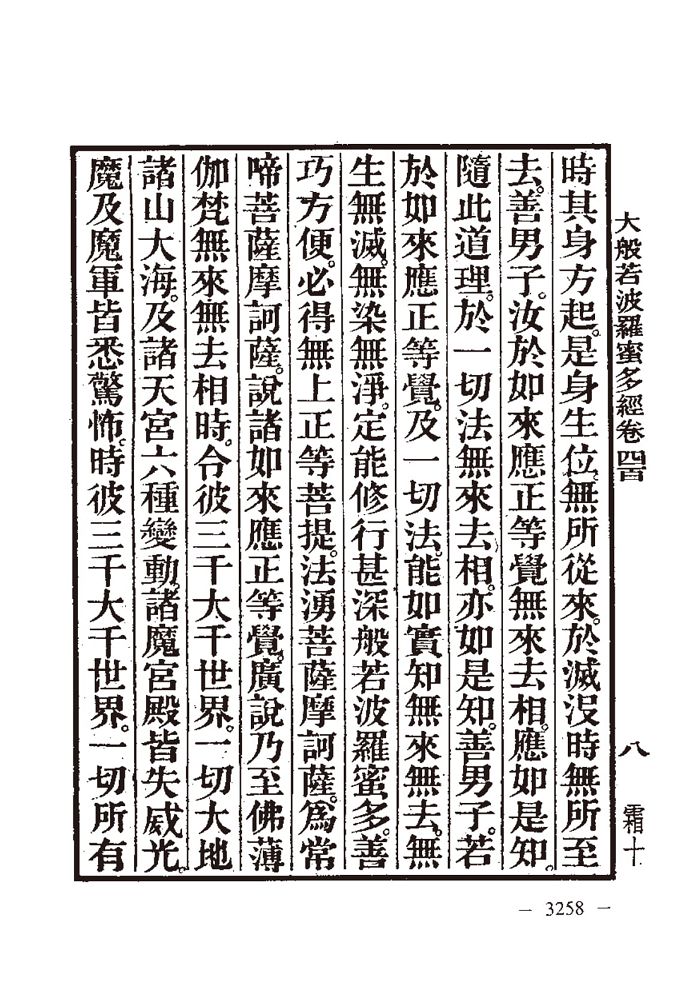 大般若波羅蜜多經卷四百 八 霜十
時其身方起。是身生位。無所從來。於滅沒時無所至
去。善男子。汝於如來應正等覺無來去相。應如是知。
隨此道理。於一切法無來去相。亦如是知。善男子。若
於如來應正等覺。及一切法。能如實知無來無去。無
生無滅。無染無淨。定能修行甚深般若波羅蜜多。善
巧方便。必得無上正等菩提。法湧菩薩摩訶薩。為常
啼菩薩摩訶薩。說諸如來應正等覺。廣說乃至佛薄
伽梵無來無去相時。令彼三千大千世界。一切大地
諸山大海。及諸天宮六種變動。諸魔宮殿皆失威光。
魔及魔軍皆悉驚怖。時彼三千大千世界。一切所有
— 3258 —